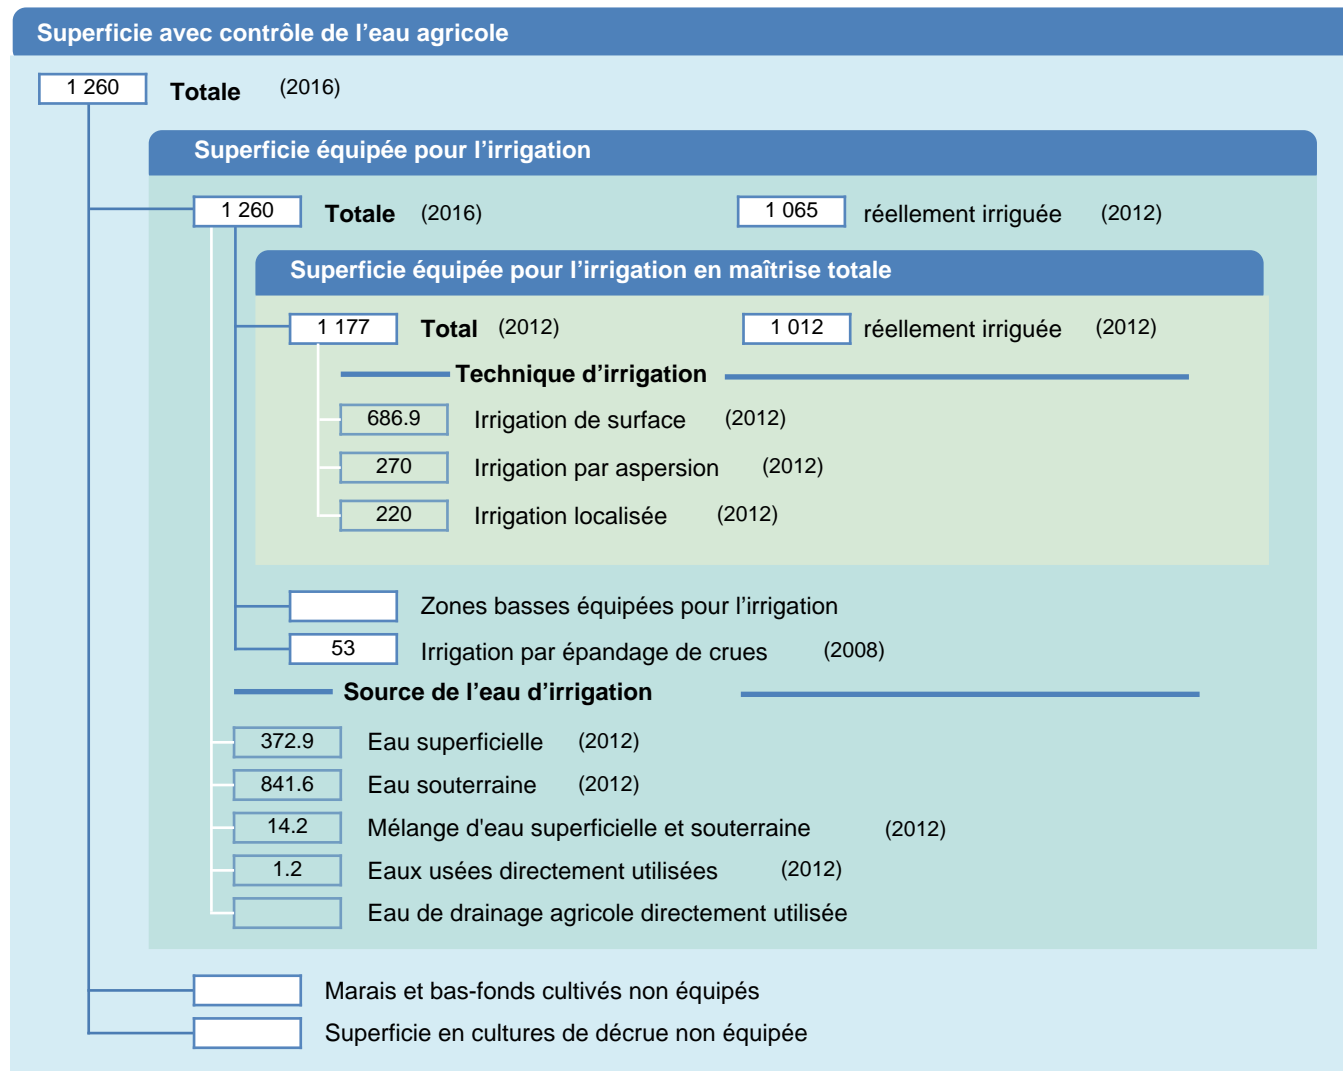 Superficie avec contrôle de l’eau agricole
1 260 Totale (2016)
Superficie équipée pour l’irrigation
1 260 Totale (2016) 1 065 réellement irriguée (2012)
Superficie équipée pour l’irrigation en maîtrise totale
1 177 Total (2012) 1 012 réellement irriguée (2012)
Technique d’irrigation
686.9 Irrigation de surface (2012)
270 Irrigation par aspersion (2012)
220 Irrigation localisée (2012)
Zones basses équipées pour l’irrigation
53 Irrigation par épandage de crues (2008)
Source de l’eau d’irrigation
372.9 Eau superficielle (2012)
841.6 Eau souterraine (2012)
14.2 Mélange d'eau superficielle et souterraine (2012)
1.2 Eaux usées directement utilisées (2012)
Eau de drainage agricole directement utilisée
Marais et bas-fonds cultivés non équipés
Superficie en cultures de décrue non équipée